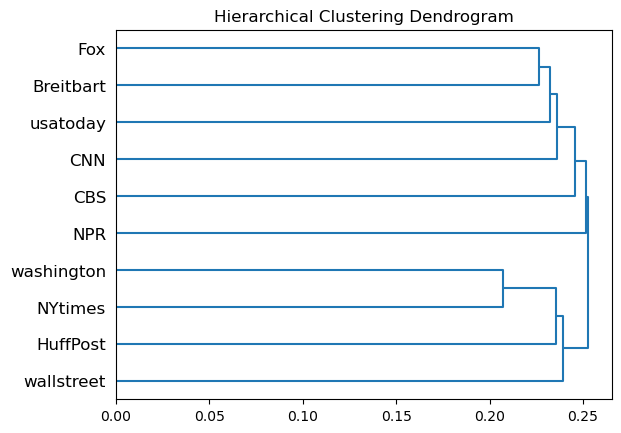 Hierarchical Clustering Dendrogram
Fox
Breitbart
usatoday
CNN
CBS
NPR
washington
NYtimes
HuffPost
wallstreet
0.00 0.05 0.10 0.15 0.20 0.25